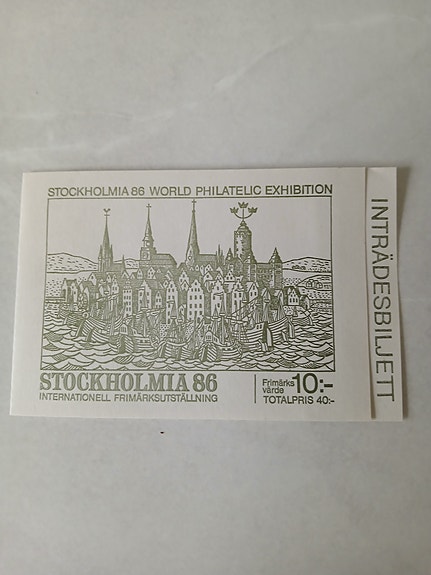 STOCKHOLMIA 86 WORLD PHILATELIC EXHIBITION
STOCKHOLMIA 86
INTERNATIONELL FRIMÄRKSUTSTÄLLNING
Frimärks
värde 10:-
TOTALPRIS 40:-
INTRÄDESBILJETT